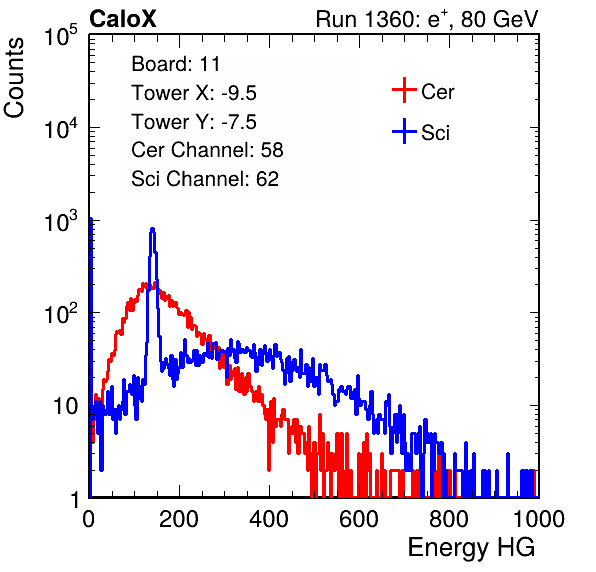 CaloX Run 1360: e+, 80 GeV
Counts
Board: 11
Tower X: -9.5
Tower Y: -7.5
Cer Channel: 58
Sci Channel: 62
Cer
Sci
10^5
10^4
10^3
10^2
10
1
0 200 400 600 800 1000
Energy HG